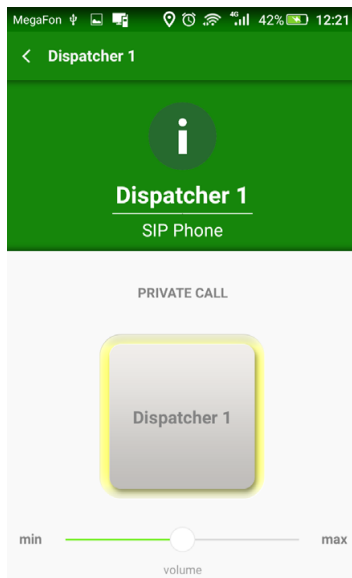 MegaFon 4G 42% 12:21
Dispatcher 1
i
Dispatcher 1
SIP Phone
PRIVATE CALL
Dispatcher 1
min max
volume